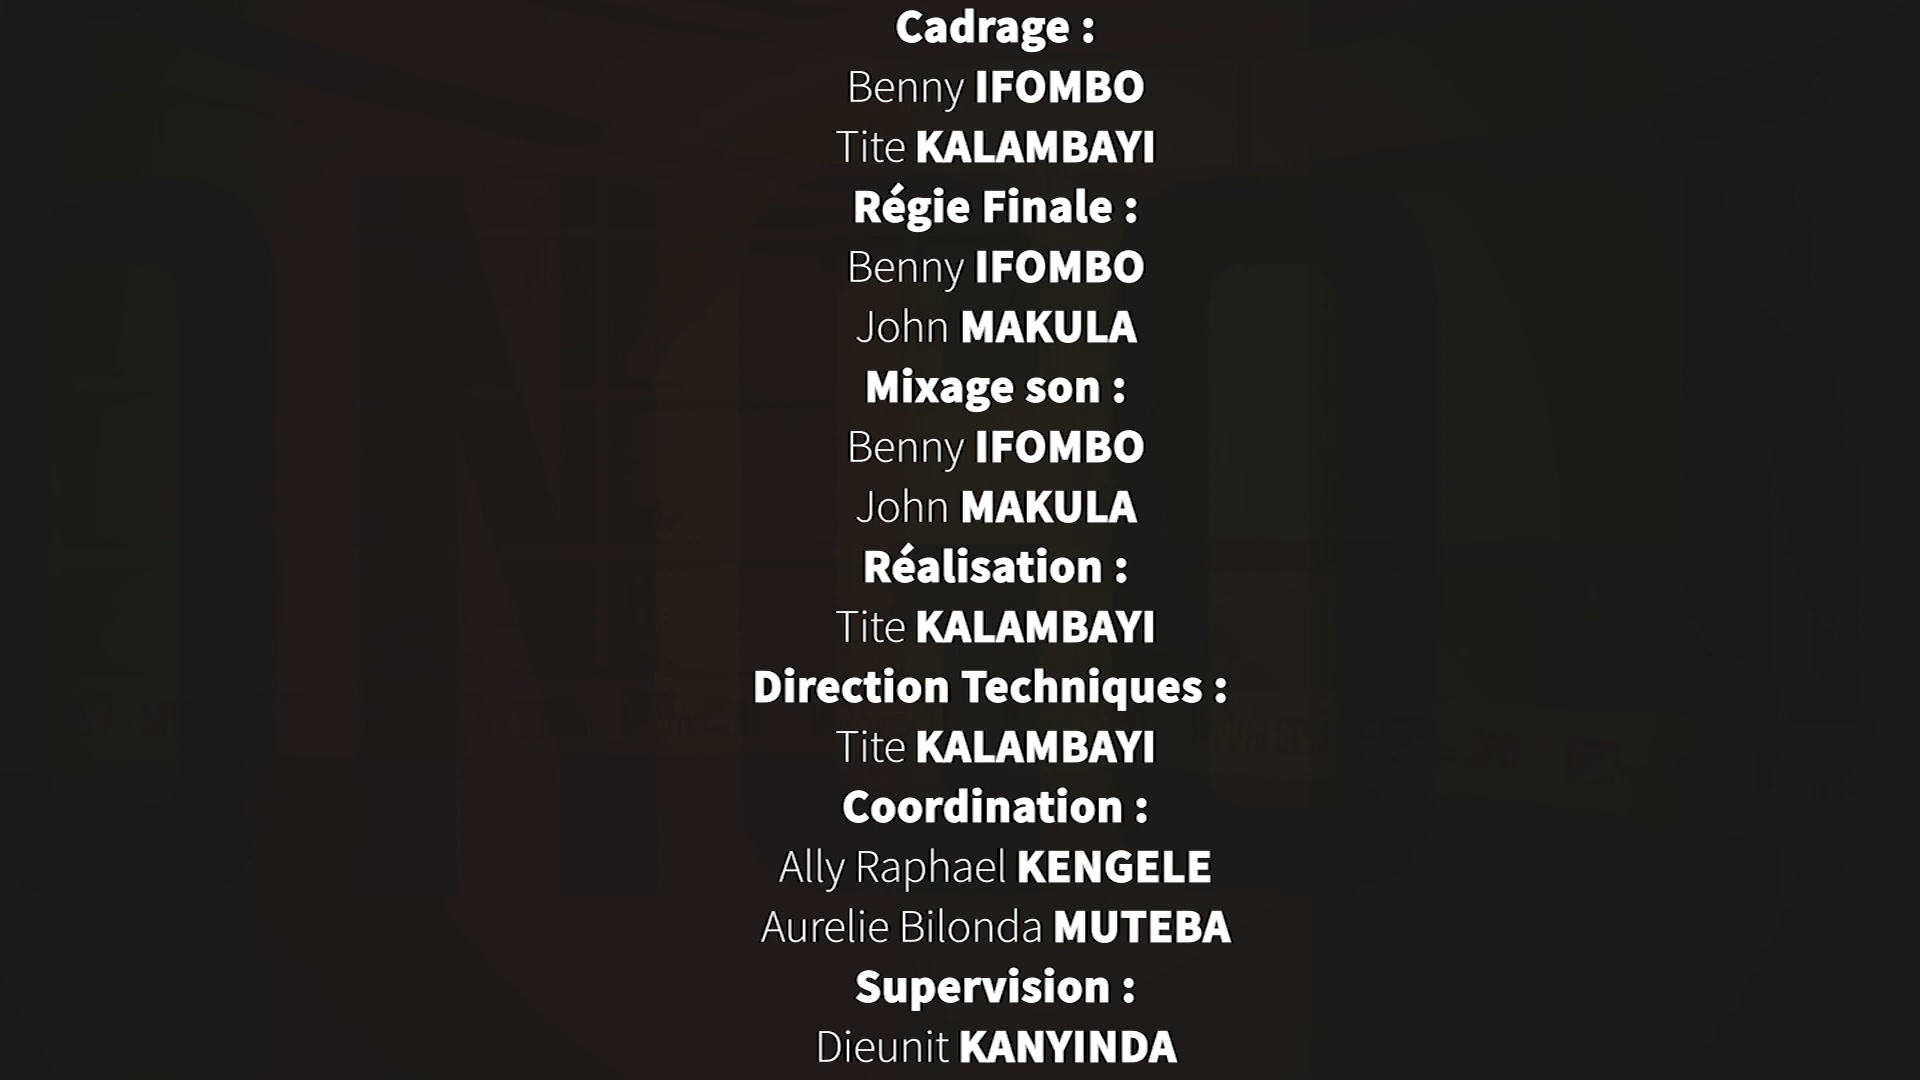 Cadrage :
Benny IFOMBO
Tite KALAMBAYI
Régie Finale :
Benny IFOMBO
John MAKULA
Mixage son :
Benny IFOMBO
John MAKULA
Réalisation :
Tite KALAMBAYI
Direction Techniques :
Tite KALAMBAYI
Coordination :
Ally Raphael KENGELE
Aurelie Bilonda MUTEBA
Supervision :
Dieunit KANYINDA